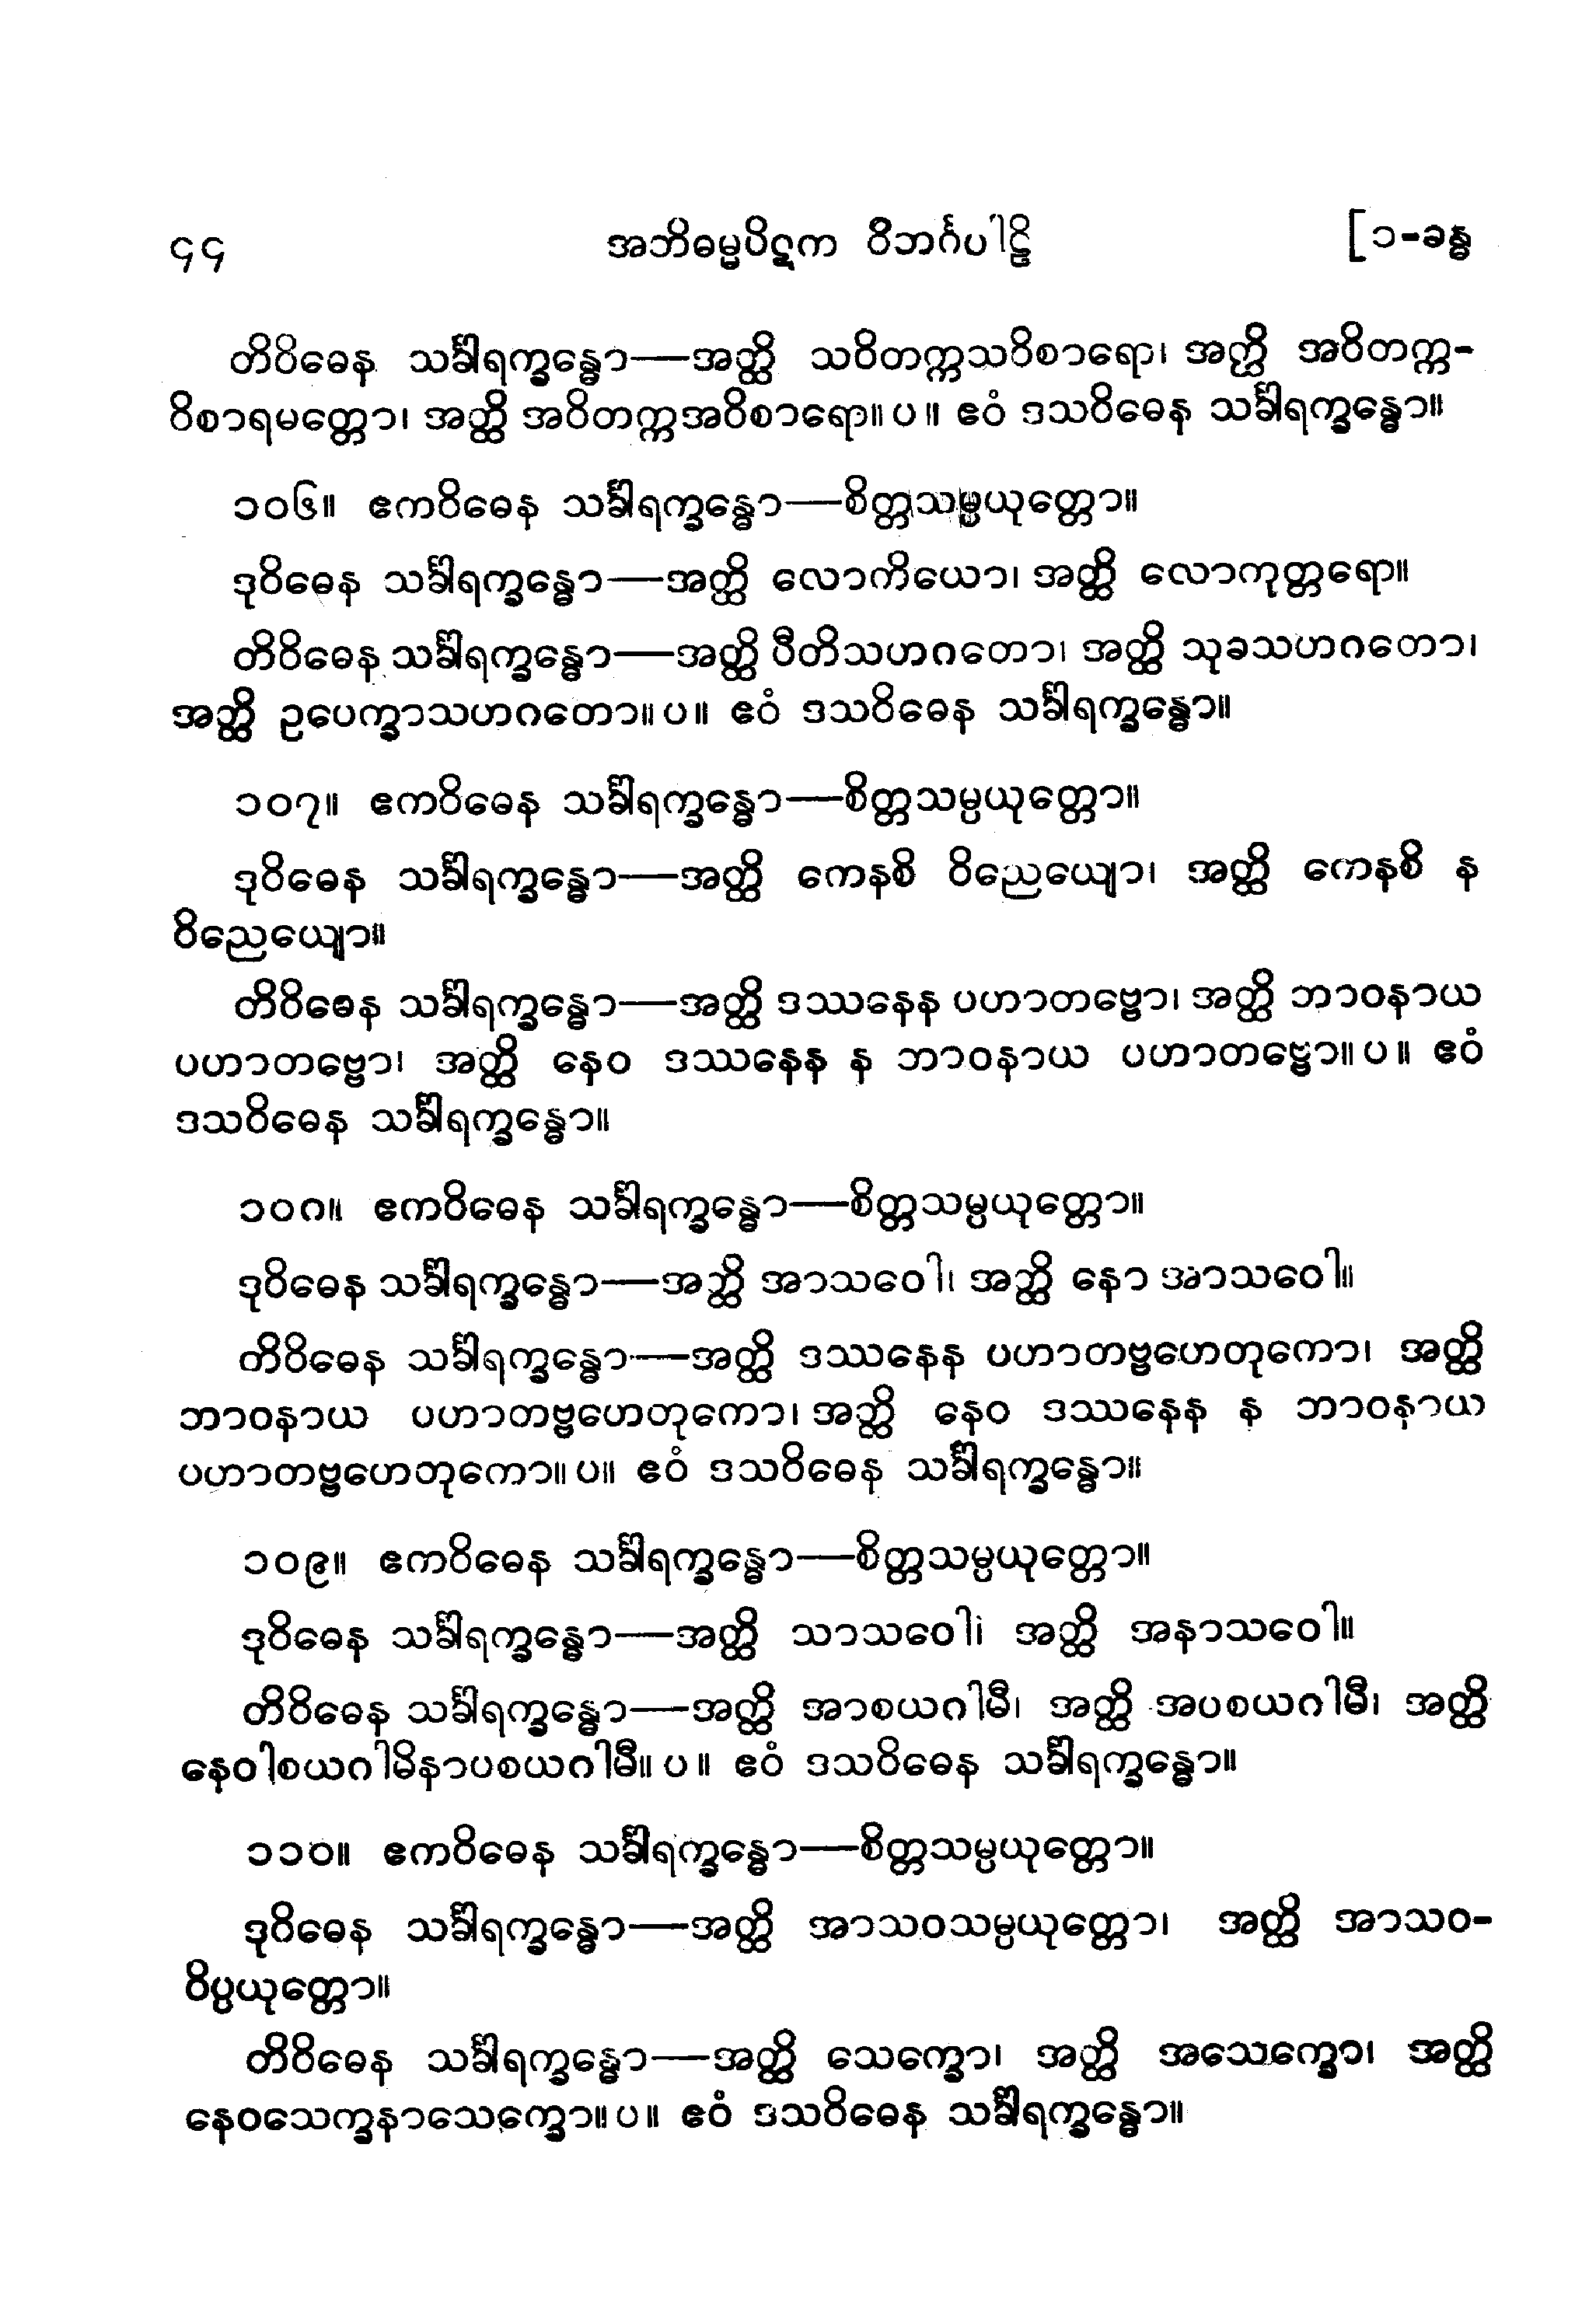 ၄၄ အဘိဓမ္မပိဋက ဝိဘင်္ဂပါဠိ [၁-ခန္ဓ
တိဝိဓေန သင်္ခါရက္ခန္ဓော—အတ္ထိ သဝိတက္ကသဝိစာရော၊ အတ္ထိ အဝိတက္က-
ဝိစာရမတ္တော၊ အတ္ထိ အဝိတက္ကအဝိစာရော။ ပ ။ ဧဝံ ဒသဝိဓေန သင်္ခါရက္ခန္ဓော။
၁၀၆။ ဧကဝိဓေန သင်္ခါရက္ခန္ဓော—စိတ္တသမ္ပယုတ္တော။
ဒုဝိဓေန သင်္ခါရက္ခန္ဓော—အတ္ထိ လောကိယော၊ အတ္ထိ လောကုတ္တရော။
တိဝိဓေန သင်္ခါရက္ခန္ဓော—အတ္ထိ ပီတိသဟဂတော၊ အတ္ထိ သုခသဟဂတော၊
အတ္ထိ ဥပေက္ခာသဟဂတော။ ပ ။ ဧဝံ ဒသဝိဓေန သင်္ခါရက္ခန္ဓော။
၁၀၇။ ဧကဝိဓေန သင်္ခါရက္ခန္ဓော—စိတ္တသမ္ပယုတ္တော။
ဒုဝိဓေန သင်္ခါရက္ခန္ဓော—အတ္ထိ ကေနစိ ဝိညေယျော၊ အတ္ထိ ကေနစိ န
ဝိညေယျော။
တိဝိဓေန သင်္ခါရက္ခန္ဓော—အတ္ထိ ဒဿနေန ပဟာတဗ္ဗော၊ အတ္ထိ ဘာဝနာယ
ပဟာတဗ္ဗော၊ အတ္ထိ နေဝ ဒဿနေန န ဘာဝနာယ ပဟာတဗ္ဗော။ ပ ။ ဧဝံ
ဒသဝိဓေန သင်္ခါရက္ခန္ဓော။
၁၀၈။ ဧကဝိဓေန သင်္ခါရက္ခန္ဓော—စိတ္တသမ္ပယုတ္တော။
ဒုဝိဓေန သင်္ခါရက္ခန္ဓော—အတ္ထိ အာသဝေါ၊ အတ္ထိ နော အာသဝေါ။
တိဝိဓေန သင်္ခါရက္ခန္ဓော—အတ္ထိ ဒဿနေန ပဟာတဗ္ဗဟေတုကော၊ အတ္ထိ
ဘာဝနာယ ပဟာတဗ္ဗဟေတုကော၊ အတ္ထိ နေဝ ဒဿနေန န ဘာဝနာယ
ပဟာတဗ္ဗဟေတုကော။ ပ။ ဧဝံ ဒသဝိဓေန သင်္ခါရက္ခန္ဓော။
၁၀၉။ ဧကဝိဓေန သင်္ခါရက္ခန္ဓော—စိတ္တသမ္ပယုတ္တော။
ဒုဝိဓေန သင်္ခါရက္ခန္ဓော—အတ္ထိ သာသဝေါ၊ အတ္ထိ အနာသဝေါ။
တိဝိဓေန သင်္ခါရက္ခန္ဓော—အတ္ထိ အာစယဂါမီ၊ အတ္ထိ အပစယဂါမီ၊ အတ္ထိ
နေဝါစယဂါမိနာပစယဂါမီ။ ပ ။ ဧဝံ ဒသဝိဓေန သင်္ခါရက္ခန္ဓော။
၁၁၀။ ဧကဝိဓေန သင်္ခါရက္ခန္ဓော—စိတ္တသမ္ပယုတ္တော။
ဒုဝိဓေန သင်္ခါရက္ခန္ဓော—အတ္ထိ အာသဝသမ္ပယုတ္တော၊ အတ္ထိ အာသဝ-
ဝိပ္ပယုတ္တော။
တိဝိဓေန သင်္ခါရက္ခန္ဓော—အတ္ထိ သေက္ခော၊ အတ္ထိ အသေက္ခော၊ အတ္ထိ
နေဝသေက္ခနာသေက္ခော။ ပ ။ ဧဝံ ဒသဝိဓေန သင်္ခါရက္ခန္ဓော။